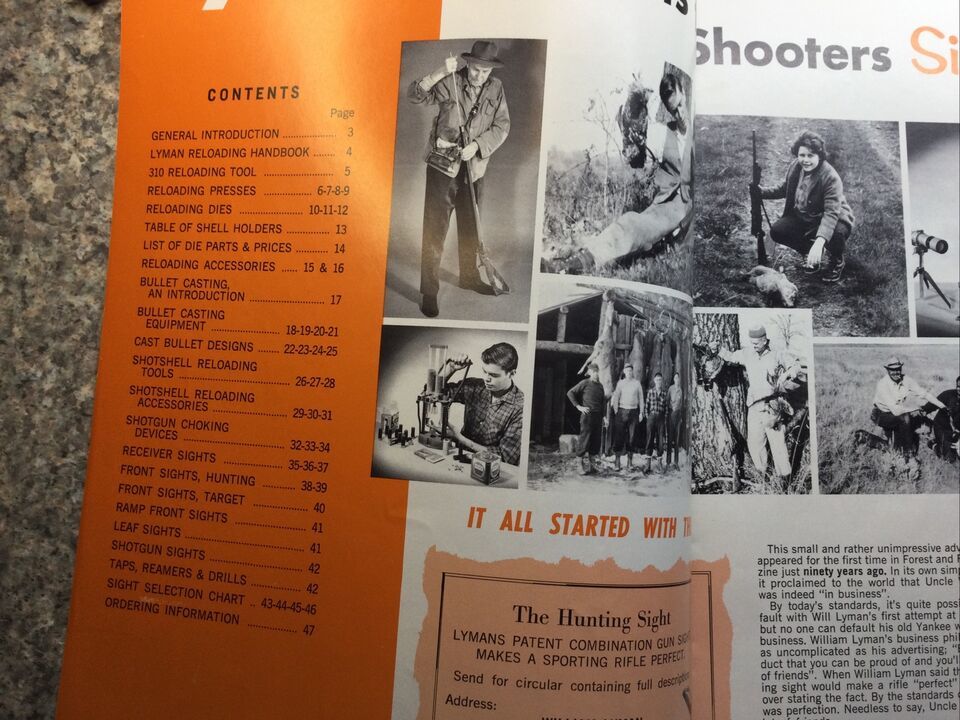 CONTENTS
Page
GENERAL INTRODUCTION .................. 3
LYMAN RELOADING HANDBOOK ....... 4
310 RELOADING TOOL ........................ 5
RELOADING PRESSES ................ 6-7-8-9
RELOADING DIES ..................... 10-11-12
TABLE OF SHELL HOLDERS .............. 13
LIST OF DIE PARTS & PRICES .......... 14
RELOADING ACCESSORIES ...... 15 & 16
BULLET CASTING,
AN INTRODUCTION ........................ 17
BULLET CASTING
EQUIPMENT ..................... 18-19-20-21
CAST BULLET DESIGNS ....... 22-23-24-25
SHOTSHELL RELOADING
TOOLS .................................. 26-27-28
SHOTSHELL RELOADING
ACCESSORIES ........................ 29-30-31
SHOTGUN CHOKING
DEVICES ................................. 32-33-34
RECEIVER SIGHTS ..................... 35-36-37
FRONT SIGHTS, HUNTING ............ 38-39
FRONT SIGHTS, TARGET .................. 40
RAMP FRONT SIGHTS ...................... 41
LEAF SIGHTS .................................. 41
SHOTGUN SIGHTS ........................... 42
TAPS, REAMERS & DRILLS ............... 42
SIGHT SELECTION CHART .. 43-44-45-46
ORDERING INFORMATION ................ 47
Shooters Si
IT ALL STARTED WITH
The Hunting Sight
LYMANS PATENT COMBINATION GUN
MAKES A SPORTING RIFLE PERFECT.
Send for circular containing full
Address:
This small and rather unimpressive
appeared for the first time in Forest and
zine just ninety years ago. In its own
it proclaimed to the world that Uncle
was indeed "in business".
By today's standards, it's quite
fault with Will Lyman's first attempt at
but no one can default his old Yankee
business. William Lyman's business
as uncomplicated as his advertising;
duct that you can be proud of and
of friends". When William Lyman said
ing sight would make a rifle "perfect"
over stating the fact. By the standards
was perfection. Needless to say, Uncle